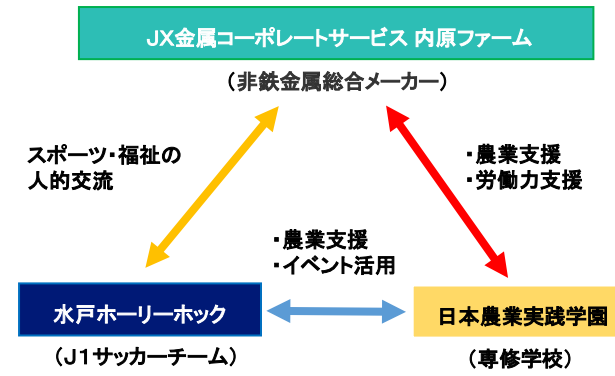 JX金属コーポレートサービス 内原ファーム
（非鉄金属総合メーカー）
スポーツ・福祉の
人的交流
・農業支援
・労働力支援
・農業支援
・イベント活用
水戸ホーリーホック
（J1サッカーチーム）
日本農業実践学園
（専修学校）